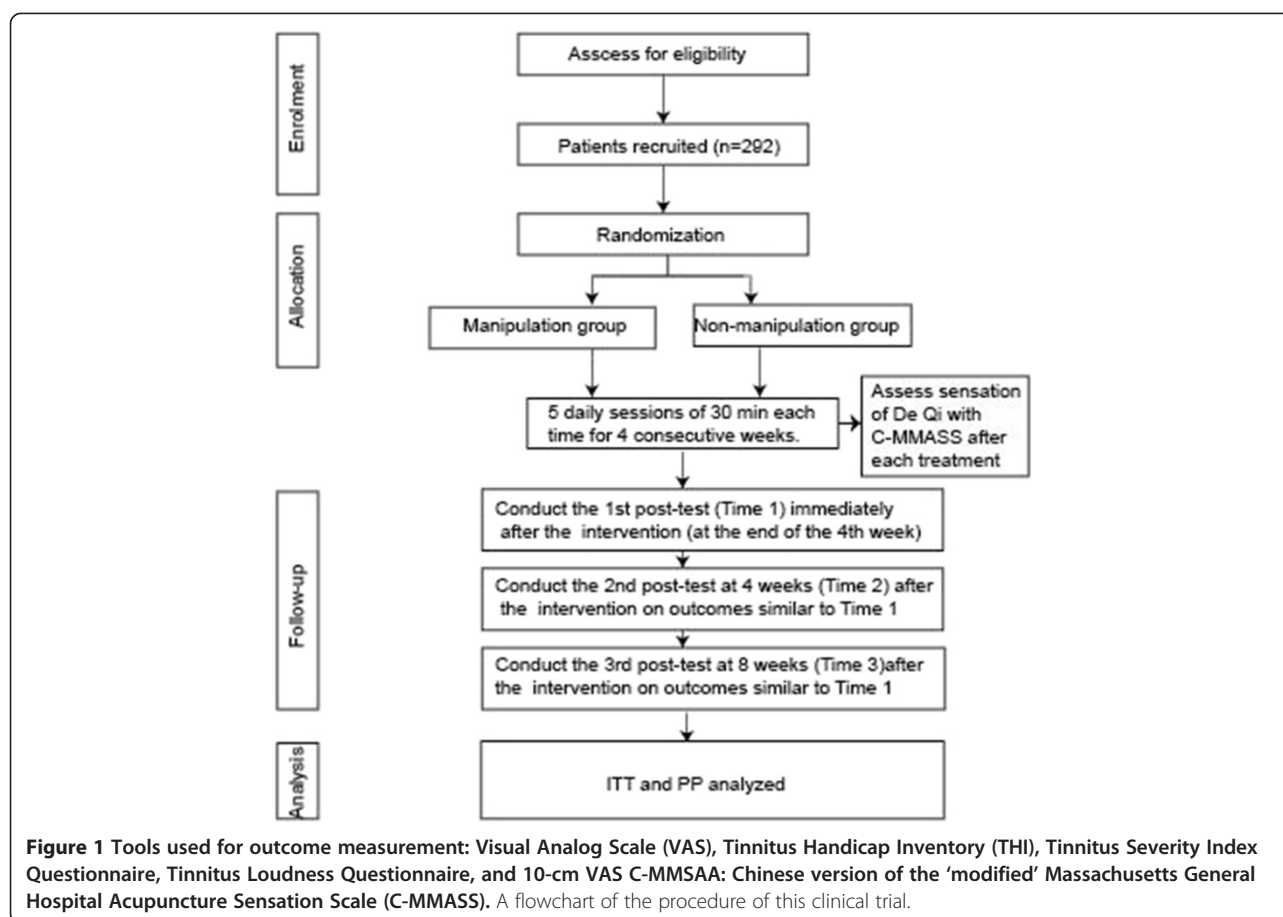 Enrolment
Asscess for eligibility
Patients recruited (n=292)
Allocation
Randomization
Manipulation group
Non-manipulation group
5 daily sessions of 30 min each
time for 4 consecutive weeks.
Assess sensation
of De Qi with
C-MMASS after
each treatment
Follow-up
Conduct the 1st post-test (Time 1) immediately
after the intervention (at the end of the 4th week)
Conduct the 2nd post-test at 4 weeks (Time 2) after
the intervention on outcomes similar to Time 1
Conduct the 3rd post-test at 8 weeks (Time 3)after
the intervention on outcomes similar to Time 1
Analysis
ITT and PP analyzed
Figure 1 Tools used for outcome measurement: Visual Analog Scale (VAS), Tinnitus Handicap Inventory (THI), Tinnitus Severity Index
Questionnaire, Tinnitus Loudness Questionnaire, and 10-cm VAS C-MMSAA: Chinese version of the ‘modified’ Massachusetts General
Hospital Acupuncture Sensation Scale (C-MMASS). A flowchart of the procedure of this clinical trial.